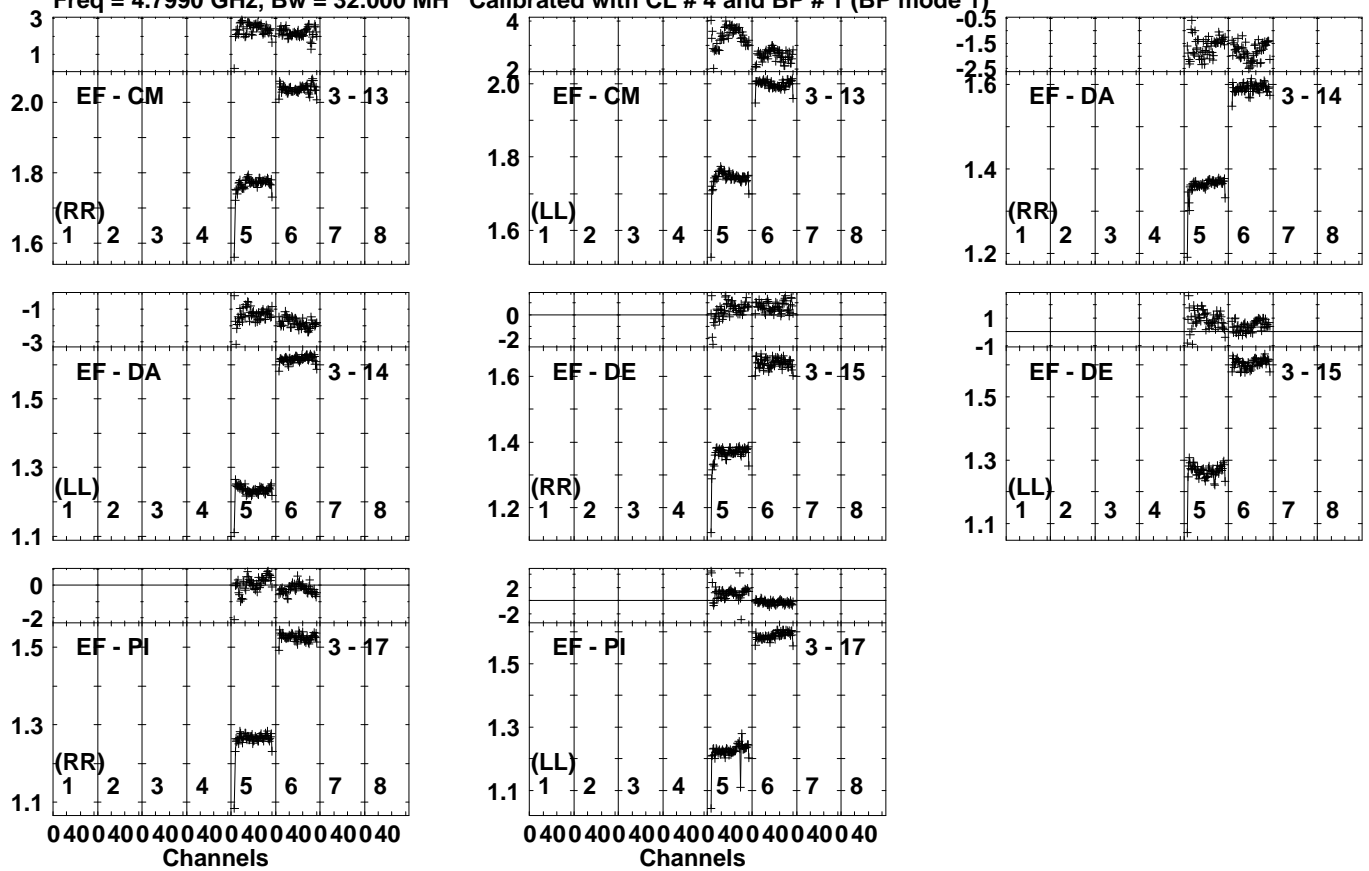 Freq = 4.7990 GHz, Bw = 32.000 MH   Calibrated with CL # 4 and BP # 1 (BP mode 1)
3
1
EF - CM 3 - 13
2.0
1.8
(RR)
1 2 3 4 5 6 7 8
1.6
4
2
EF - CM 3 - 13
2.0
1.8
(LL)
1 2 3 4 5 6 7 8
1.6
-0.5
-1.5
-2.5
1.6
EF - DA 3 - 14
1.4
(RR)
1 2 3 4 5 6 7 8
1.2
-1
-3
EF - DA 3 - 14
1.5
1.3
(LL)
1 2 3 4 5 6 7 8
1.1
0
-2
EF - DE 3 - 15
1.6
1.4
(RR)
1.2
1 2 3 4 5 6 7 8
1
-1
EF - DE 3 - 15
1.5
1.3
(LL)
1 2 3 4 5 6 7 8
1.1
0
-2
EF - PI 3 - 17
1.5
1.3
(RR)
1 2 3 4 5 6 7 8
1.1
0 40 0 40 0 40 0 40 0 40 0 40 0 40 0 40
Channels
2
-2
EF - PI 3 - 17
1.5
1.3
(LL)
1 2 3 4 5 6 7 8
1.1
0 40 0 40 0 40 0 40 0 40 0 40 0 40 0 40
Channels